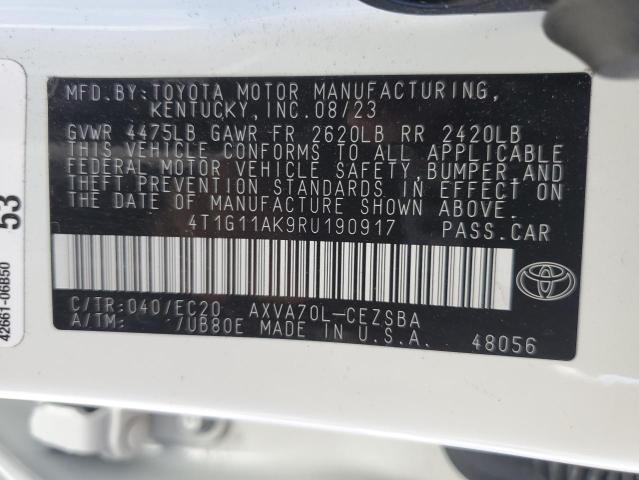 MFD.BY:TOYOTA MOTOR MANUFACTURING,
KENTUCKY,INC.08/23
GVWR 4475LB GAWR FR 2620LB RR 2420LB
THIS VEHICLE CONFORMS TO ALL APPLICABLE
FEDERAL MOTOR VEHICLE SAFETY,BUMPER,AND
THEFT PREVENTION STANDARDS IN EFFECT ON
THE DATE OF MANUFACTURE SHOWN ABOVE.
4T1G11AK9RU190917 PASS.CAR
C/TR:040/EC20 AXVA70L-CEZSBA
A/TM: -/UB80E MADE IN U.S.A. 48056
53
42661-06B50